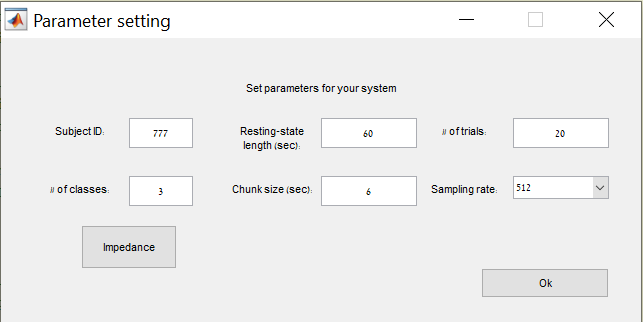 Parameter setting
Set parameters for your system
Subject ID: 777
Resting-state
length (sec): 60
# of trials: 20
# of classes: 3
Chunk size (sec): 6
Sampling rate: 512
Impedance
Ok